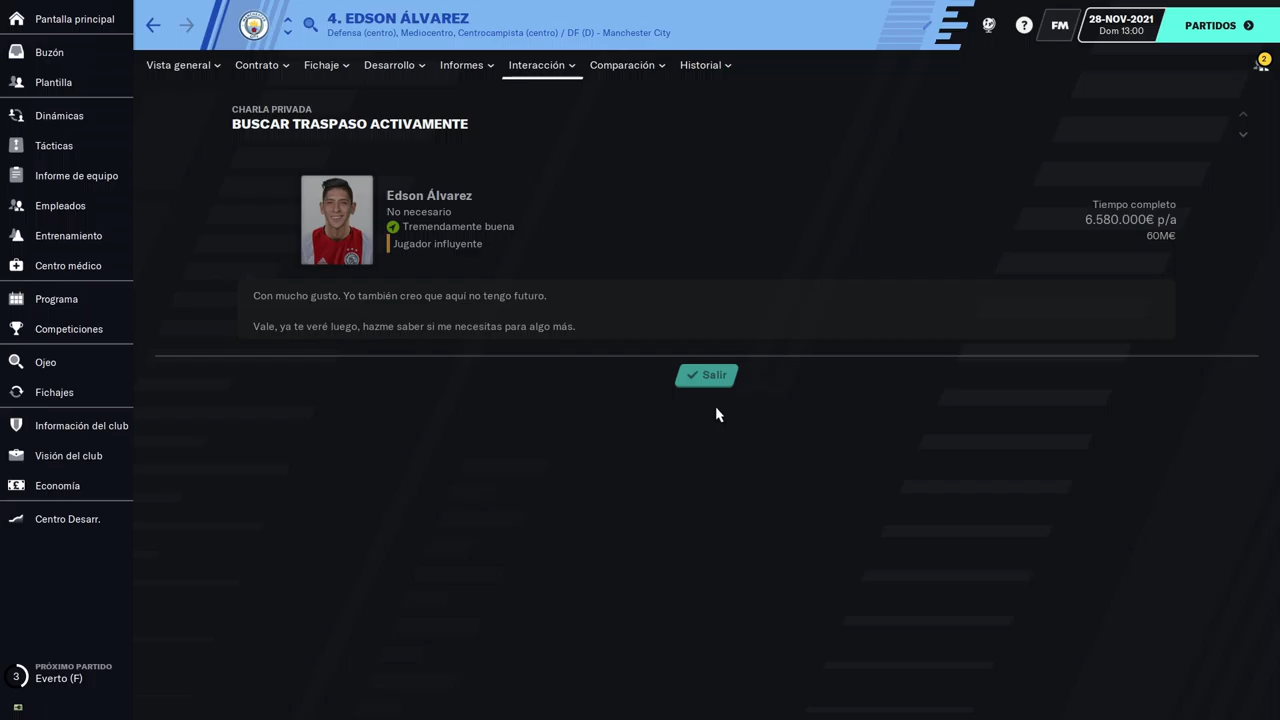 Pantalla principal
Buzón
Plantilla
Dinámicas
Tácticas
Informe de equipo
Empleados
Entrenamiento
Centro médico
Programa
Competiciones
Ojeo
Fichajes
Información del club
Visión del club
Economía
Centro Desarr.
3
PRÓXIMO PARTIDO
Everto (F)
4. EDSON ÁLVAREZ
Defensa (centro), Mediocentro, Centrocampista (centro) / DF (D) - Manchester City
?
FM
28-NOV-2021
Dom 13:00
PARTIDOS
Vista general Contrato Fichaje Desarrollo Informes Interacción Comparación Historial
2
CHARLA PRIVADA
BUSCAR TRASPASO ACTIVAMENTE
Edson Álvarez
No necesario
Tremendamente buena
Jugador influyente
Tiempo completo
6.580.000€ p/a
60M€
Con mucho gusto. Yo también creo que aquí no tengo futuro.
Vale, ya te veré luego, hazme saber si me necesitas para algo más.
Salir